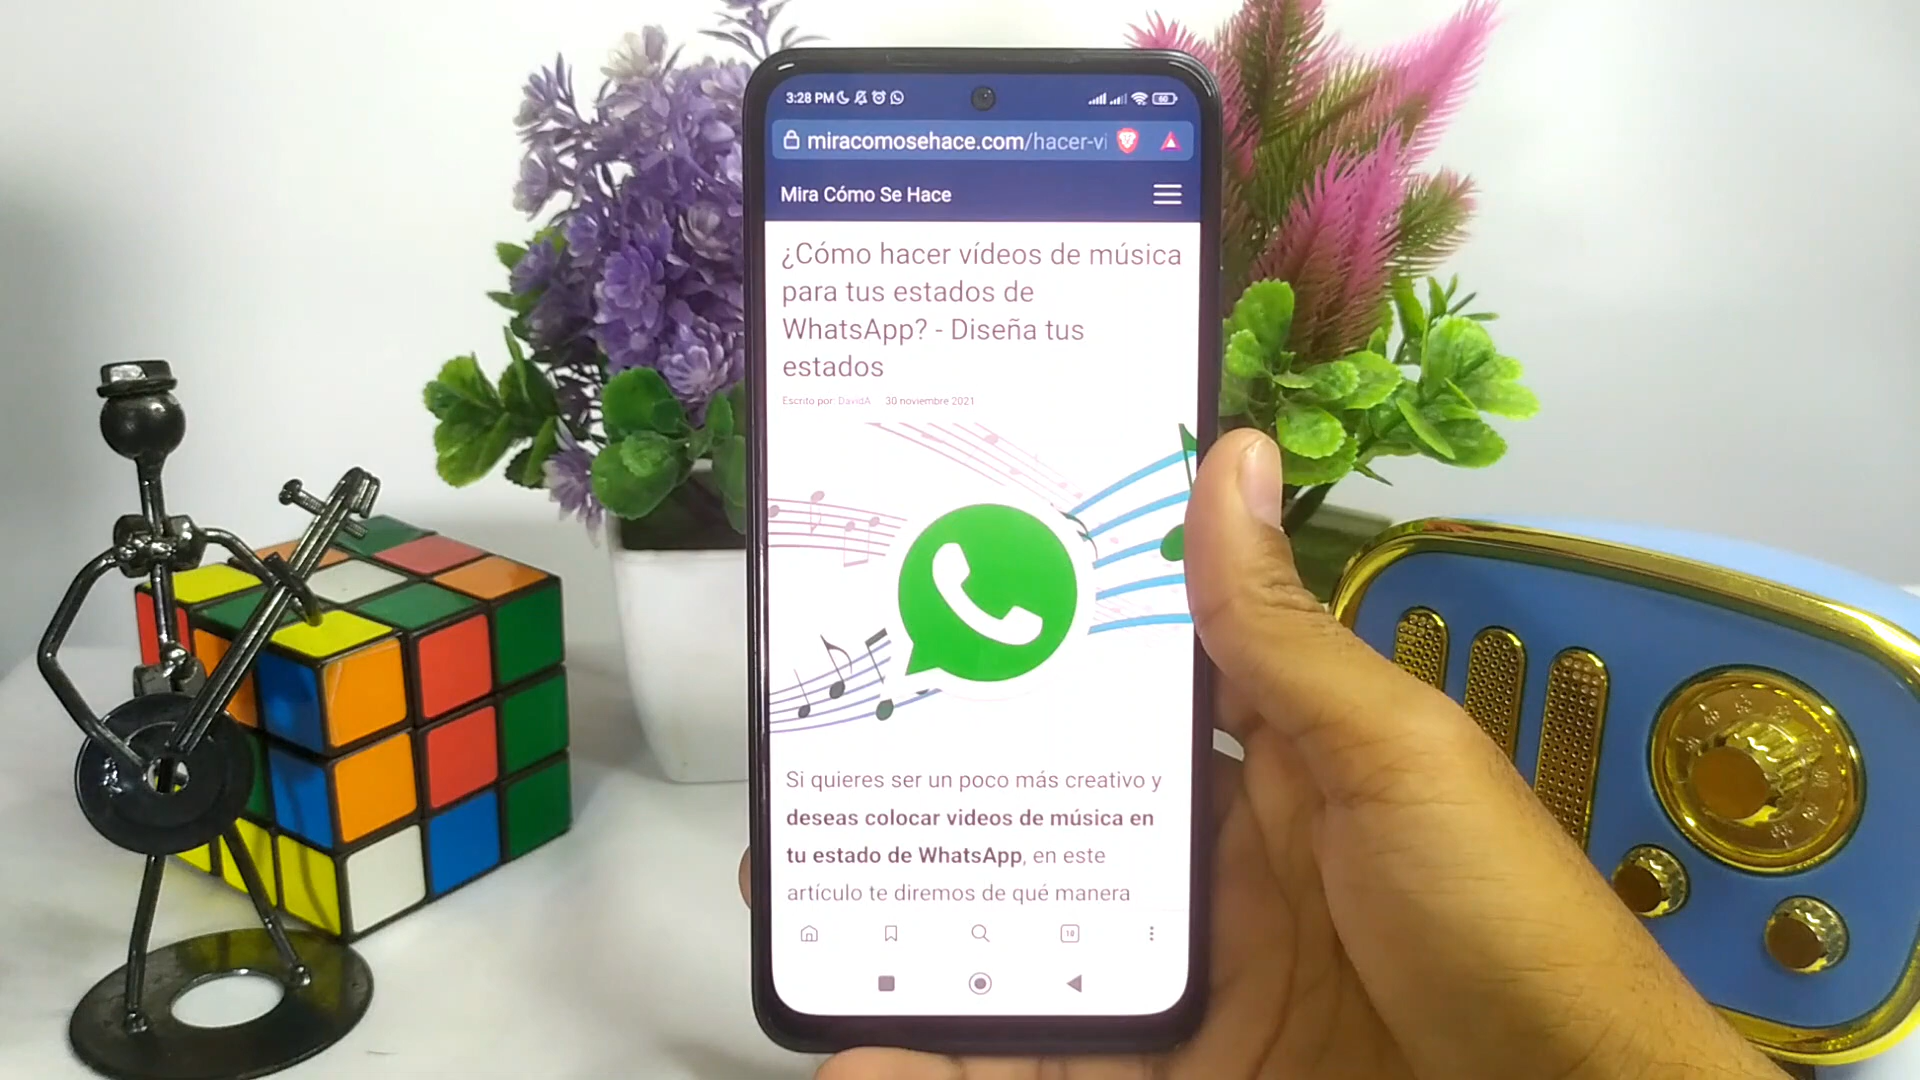 3:28 PM
60
miracomosehace.com/hacer-vi
Mira Cómo Se Hace
¿Cómo hacer vídeos de música
para tus estados de
WhatsApp? - Diseña tus
estados
Escrito por: DavidA 30 noviembre 2021
Si quieres ser un poco más creativo y
deseas colocar videos de música en
tu estado de WhatsApp, en este
artículo te diremos de qué manera
10